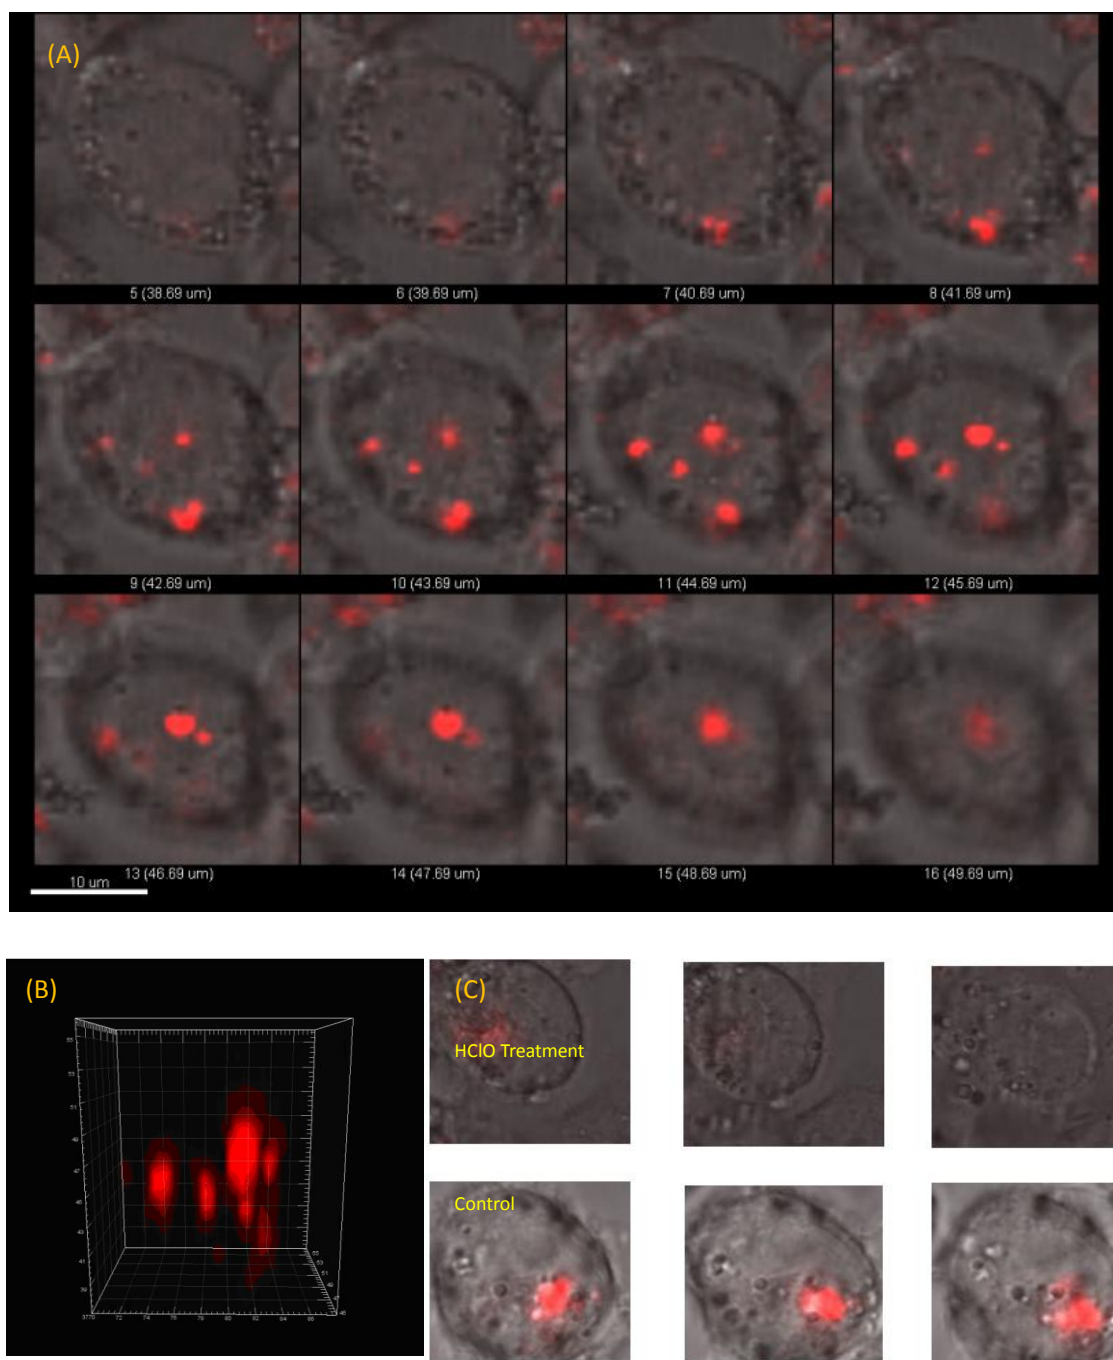 (A)
5 (38.69 um) 6 (39.69 um) 7 (40.69 um) 8 (41.69 um)
9 (42.69 um) 10 (43.69 um) 11 (44.69 um) 12 (45.69 um)
13 (46.69 um) 14 (47.69 um) 15 (48.69 um) 16 (49.69 um)
10 um
(B)
(C)
HClO Treatment
Control